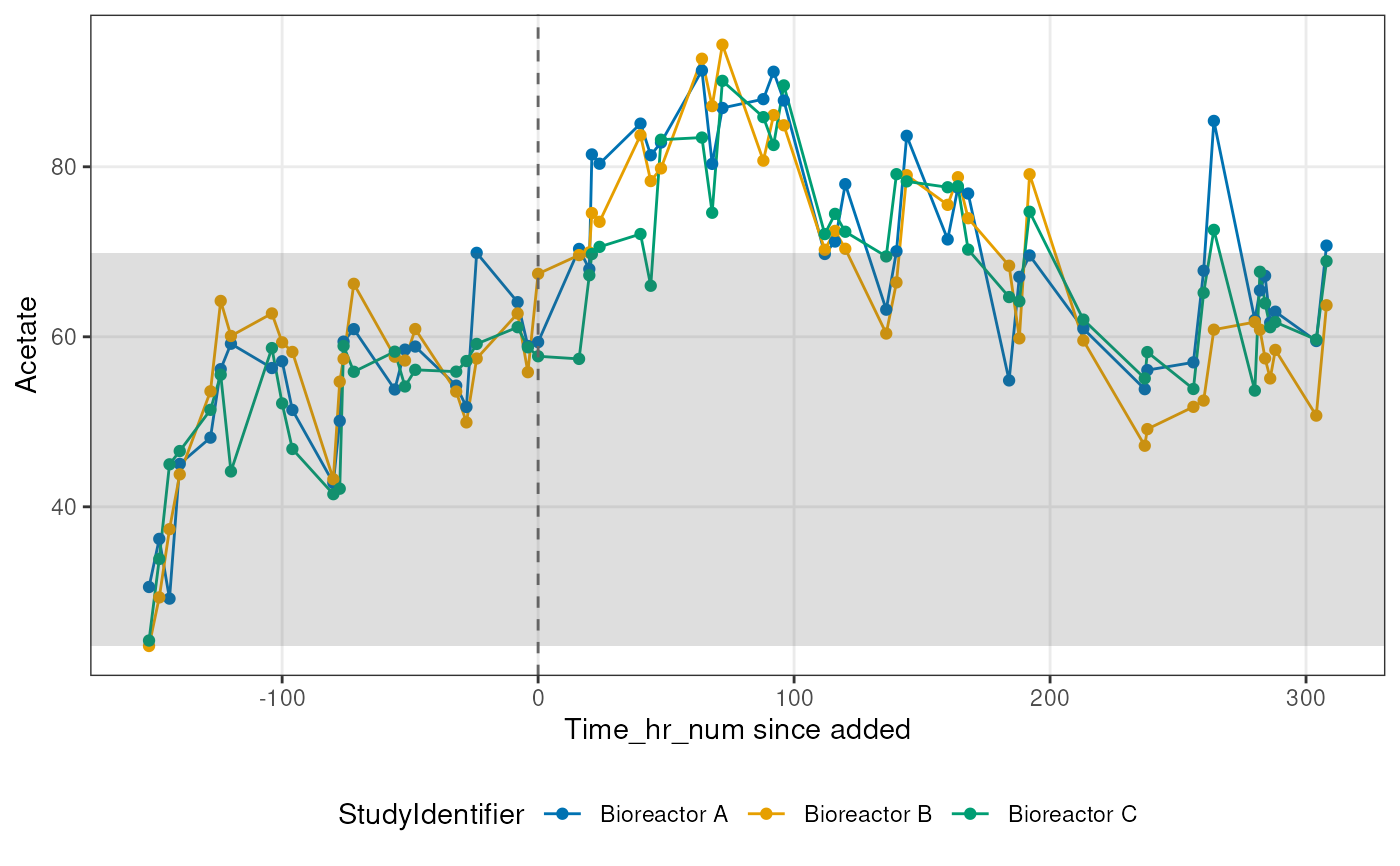 Acetate
80
60
40
-100 0 100 200 300
Time_hr_num since added
StudyIdentifier Bioreactor A Bioreactor B Bioreactor C